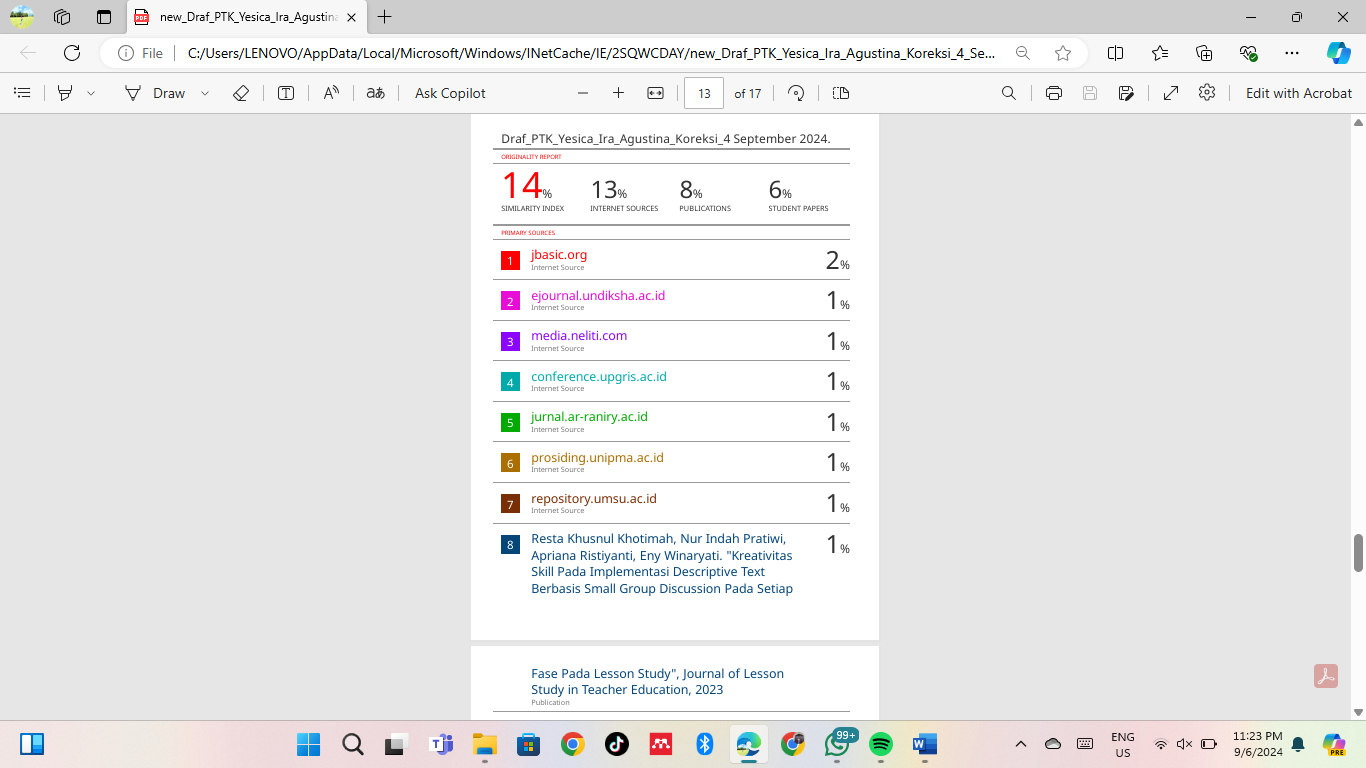 new_Draf_PTK_Yesica_Ira_Agustina
File
C:/Users/LENOVO/AppData/Local/Microsoft/Windows/INetCache/IE/2SQWCDAY/new_Draf_PTK_Yesica_Ira_Agustina_Koreksi_4_Se...
Draw
Ask Copilot
13 of 17
Edit with Acrobat
Draf_PTK_Yesica_Ira_Agustina_Koreksi_4 September 2024.
ORIGINALITY REPORT
14% 13% 8% 6%
SIMILARITY INDEX INTERNET SOURCES PUBLICATIONS STUDENT PAPERS
PRIMARY SOURCES
1 jbasic.org 2%
Internet Source
2 ejournal.undiksha.ac.id 1%
Internet Source
3 media.neliti.com 1%
Internet Source
4 conference.upgris.ac.id 1%
Internet Source
5 jurnal.ar-raniry.ac.id 1%
Internet Source
6 prosiding.unipma.ac.id 1%
Internet Source
7 repository.umsu.ac.id 1%
Internet Source
8 Resta Khusnul Khotimah, Nur Indah Pratiwi, 1%
Apriana Ristiyanti, Eny Winaryati. "Kreativitas
Skill Pada Implementasi Descriptive Text
Berbasis Small Group Discussion Pada Setiap
Fase Pada Lesson Study", Journal of Lesson
Study in Teacher Education, 2023
Publication
99+
ENG
US
11:23 PM
9/6/2024
PRE